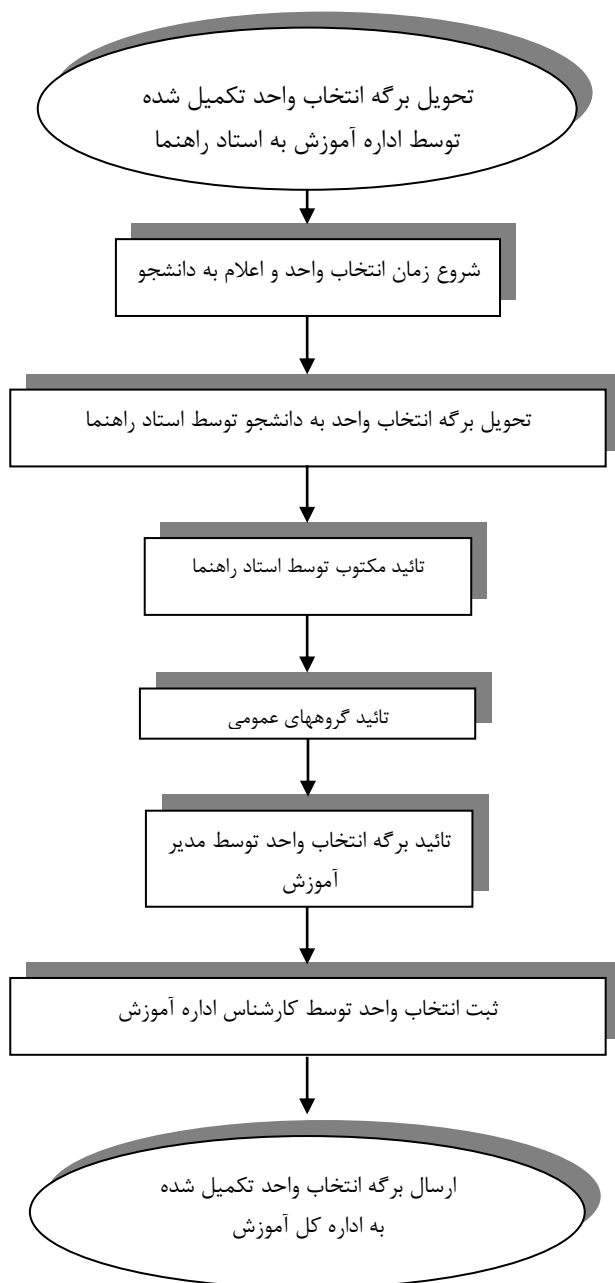 تحویل برگه انتخاب واحد تکمیل شده
توسط اداره آموزش به استاد راهنما
شروع زمان انتخاب واحد و اعلام به دانشجو
تحویل برگه انتخاب واحد به دانشجو توسط استاد راهنما
تائید مکتوب توسط استاد راهنما
تائید گروههای عمومی
تائید برگه انتخاب واحد توسط مدیر
آموزش
ثبت انتخاب واحد توسط کارشناس اداره آموزش
ارسال برگه انتخاب واحد تکمیل شده
به اداره کل آموزش